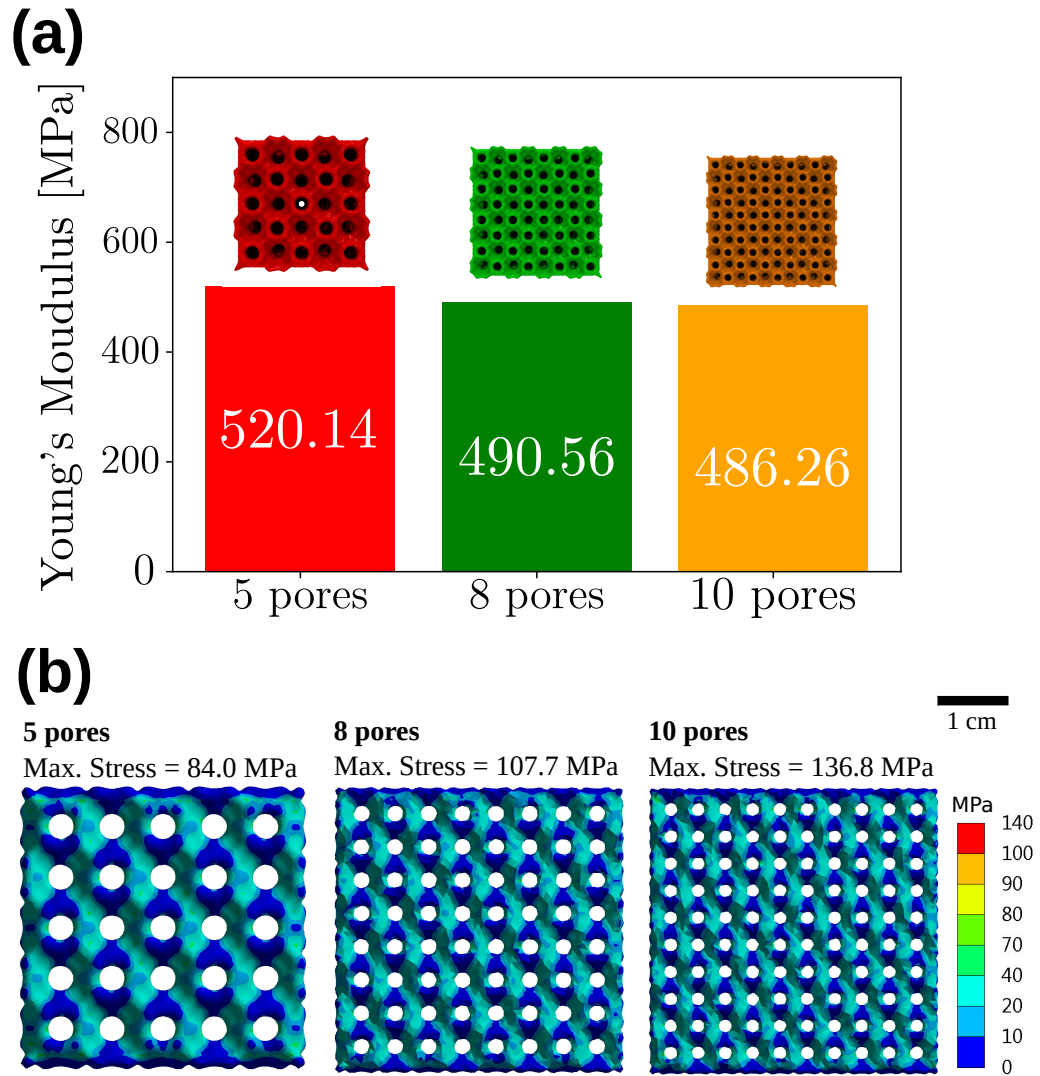 (a)
Young's Moudulus [MPa]
800
600
400
200
0
520.14
490.56
486.26
5 pores
8 pores
10 pores
(b)
1 cm
5 pores
Max. Stress = 84.0 MPa
8 pores
Max. Stress = 107.7 MPa
10 pores
Max. Stress = 136.8 MPa
MPa
140
100
90
80
70
40
20
10
0